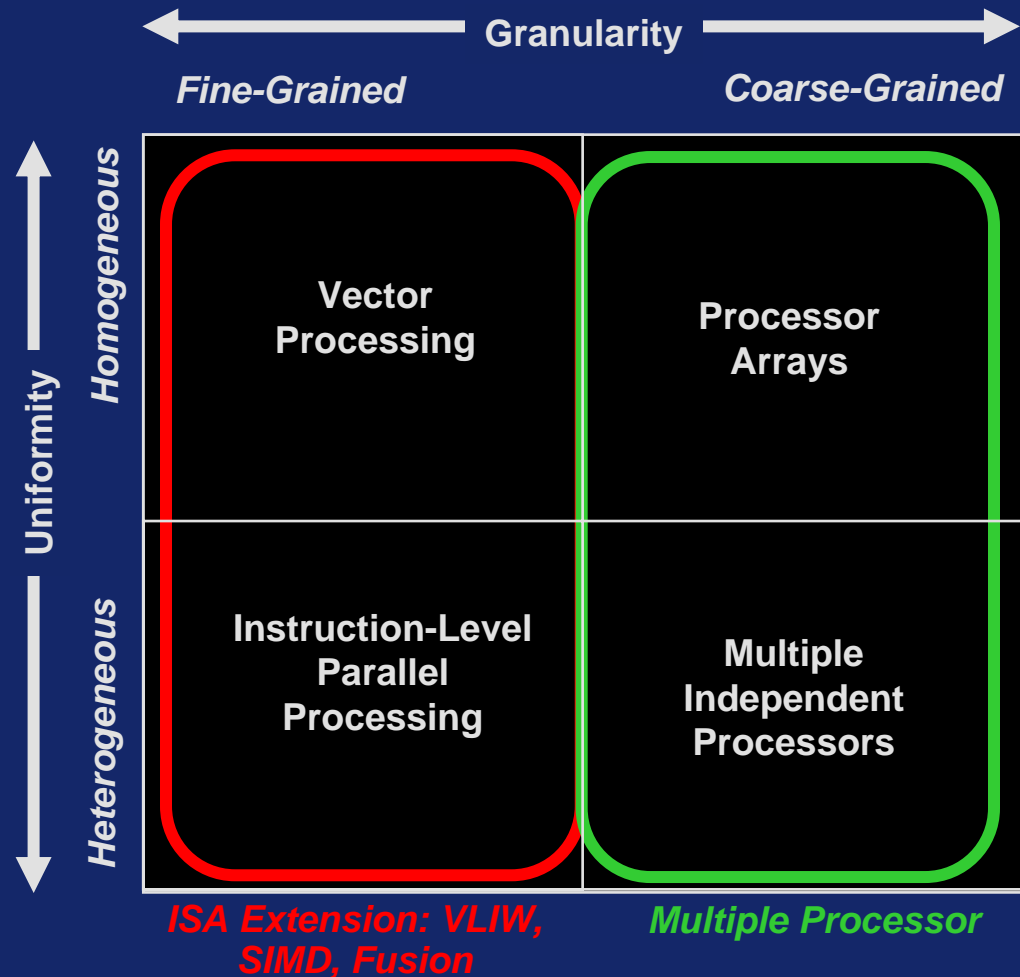 Granularity
Fine-Grained
Coarse-Grained
Uniformity
Homogeneous
Heterogeneous
Vector
Processing
Processor
Arrays
Instruction-Level
Parallel
Processing
Multiple
Independent
Processors
ISA Extension: VLIW,
SIMD, Fusion
Multiple Processor